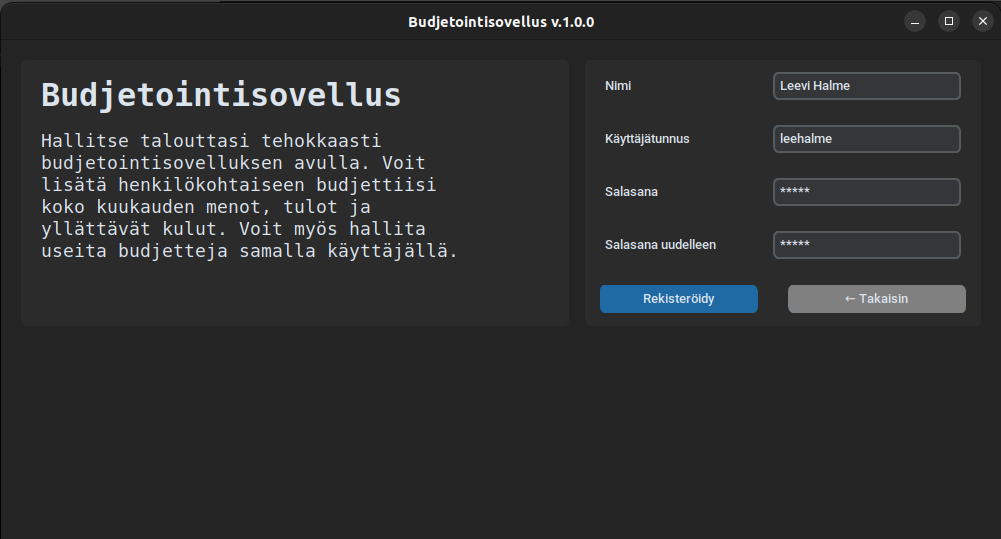 Budjetointisovellus v.1.0.0
Budjetointisovellus
Hallitse talouttasi tehokkaasti
budjetointisovelluksen avulla. Voit
lisätä henkilökohtaiseen budjettiisi
koko kuukauden menot, tulot ja
yllättävät kulut. Voit myös hallita
useita budjetteja samalla käyttäjällä.
Nimi Leevi Halme
Käyttäjätunnus leehalme
Salasana *****
Salasana uudelleen *****
Rekisteröidy ← Takaisin